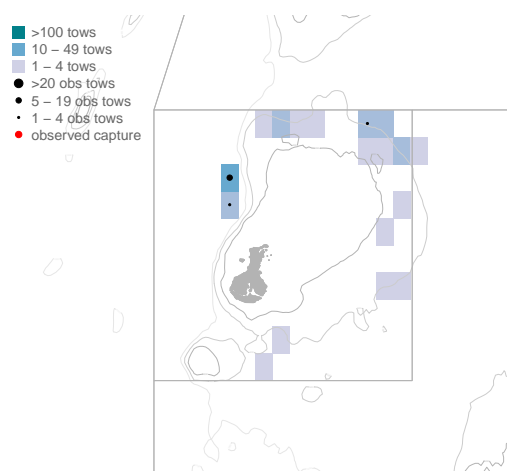 >100 tows
10 – 49 tows
1 – 4 tows
>20 obs tows
5 – 19 obs tows
1 – 4 obs tows
observed capture